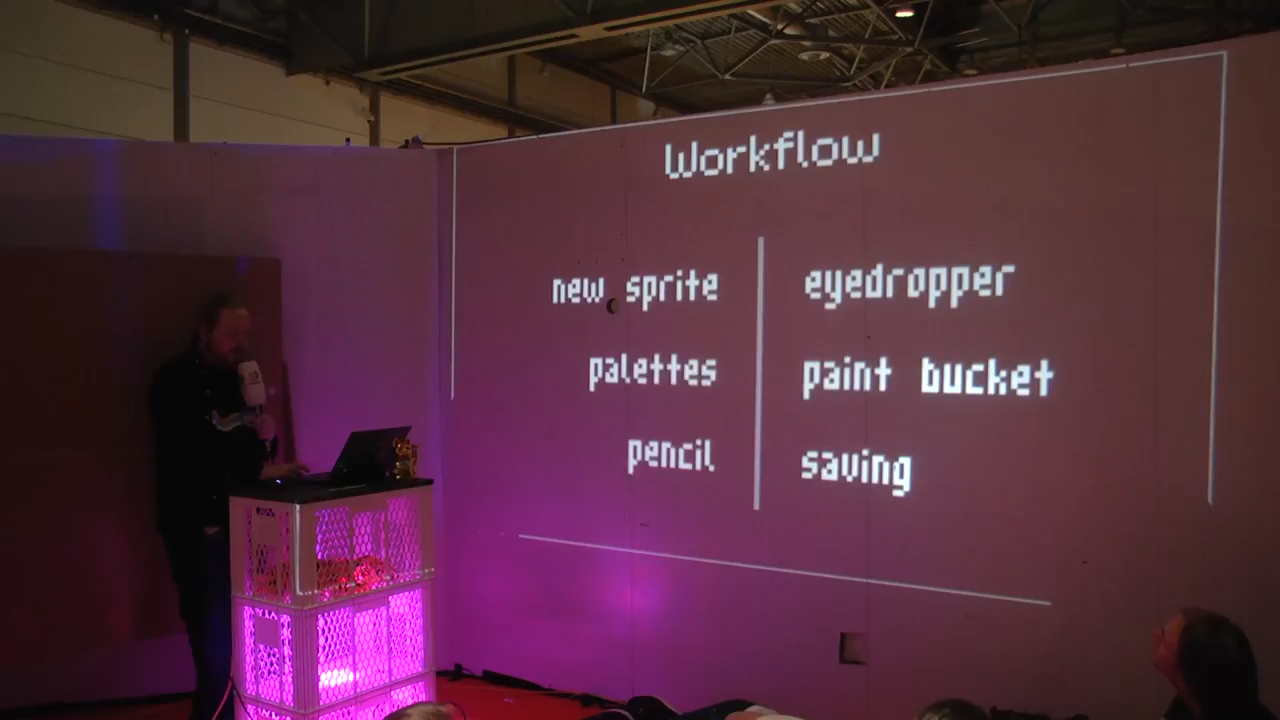 Workflow
new sprite
palettes
pencil
eyedropper
paint bucket
saving